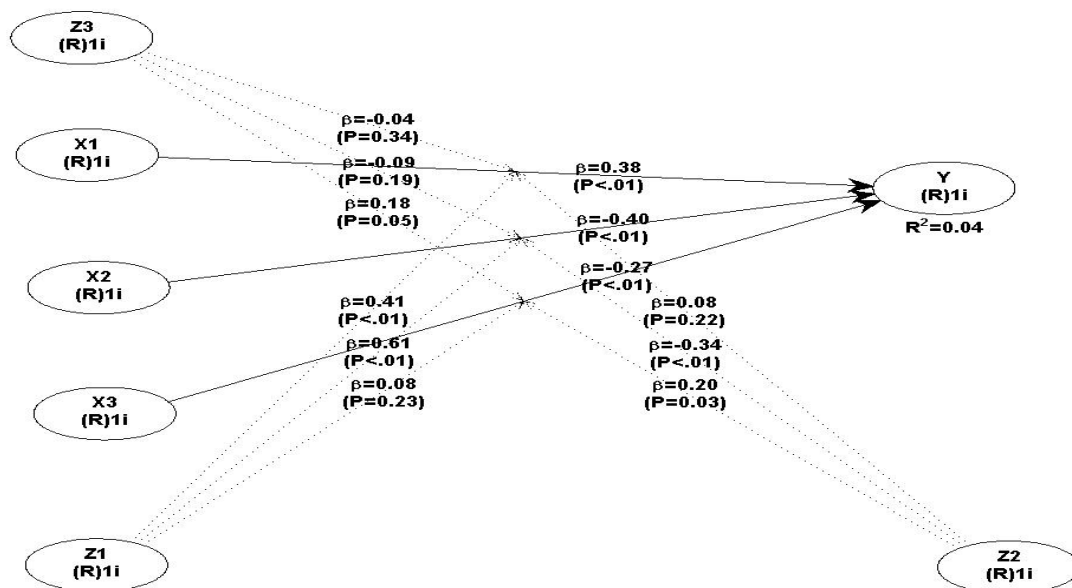 Z3
(R)1i
β=-0.04
(P=0.34)
X1
(R)1i
β=-0.09
(P=0.19)
β=0.38
(P<.01)
Y
(R)1i
R²=0.04
β=0.18
(P=0.05)
β=-0.40
(P<.01)
X2
(R)1i
β=-0.27
(P<.01)
β=0.41
(P<.01)
β=0.08
(P=0.22)
β=0.61
(P<.01)
β=-0.34
(P<.01)
X3
(R)1i
β=0.08
(P=0.23)
β=0.20
(P=0.03)
Z1
(R)1i
Z2
(R)1i